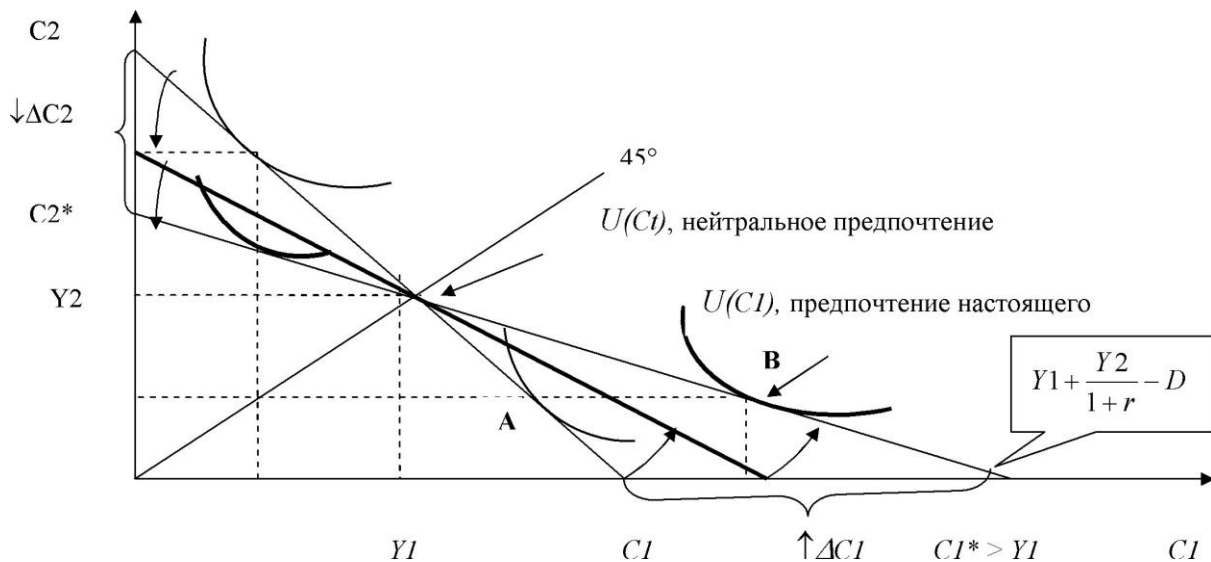 C2
↓ΔC2
45°
C2*
U(Ct), нейтральное предпочтение
Y2
U(C1), предпочтение настоящего
B
Y1 + Y2/(1 + r) − D
A
Y1 C1 ↑ΔC1 C1* > Y1 C1